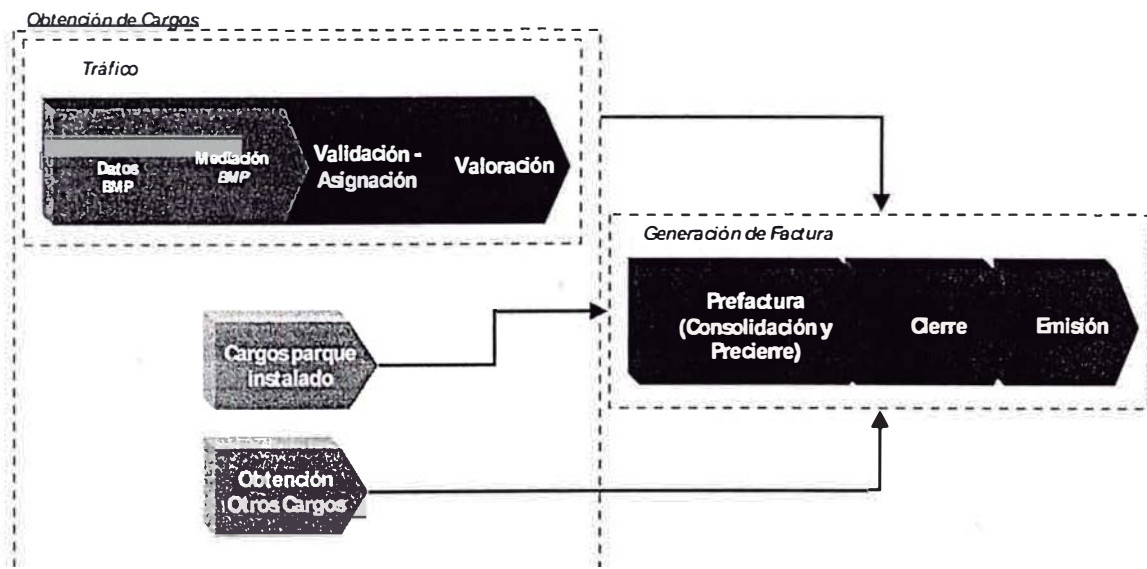 Obtención de Cargos
Tráfico
Datos
BMP
Mediación
BMP
Validación -
Asignación
Valoración
Generación de Factura
Prefactura
(Consolidación y
Precierre)
Cierre
Emisión
Cargos parque
instalado
Obtención
Otros Cargos